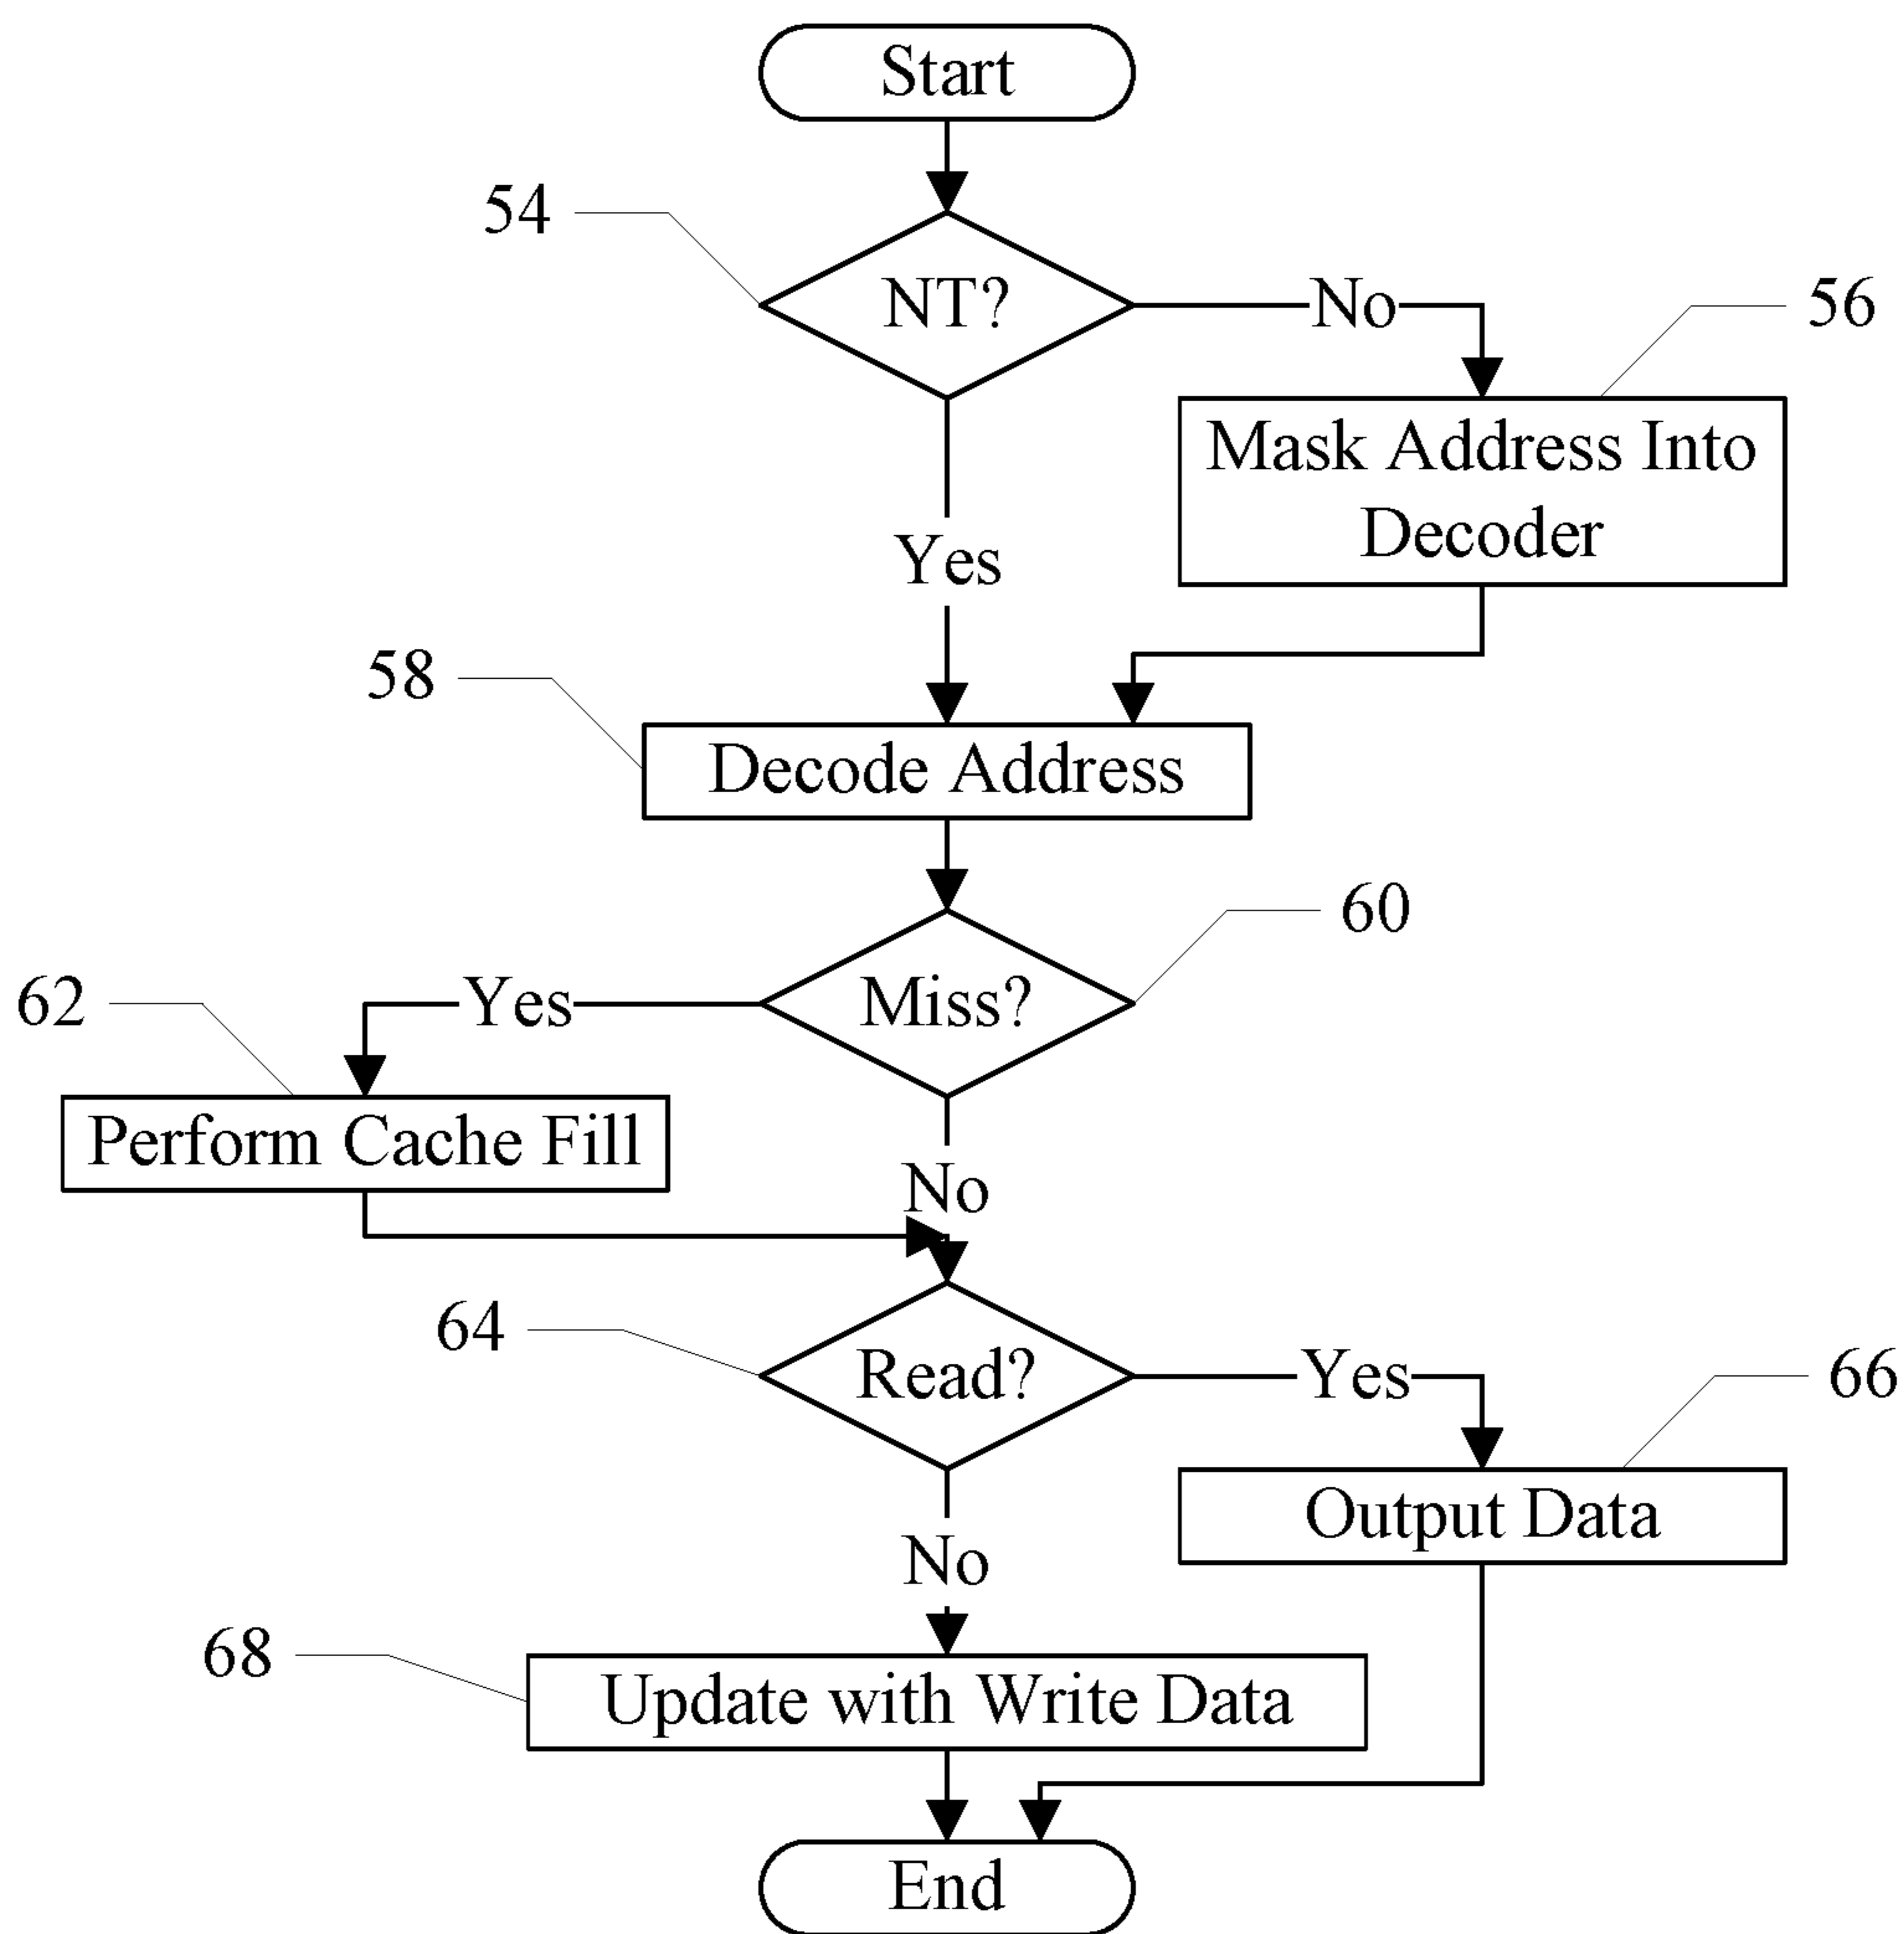 Start
54
NT?
No
56
Mask Address Into
Decoder
Yes
58
Decode Address
60
Miss?
Yes
62
Perform Cache Fill
No
64
Read?
Yes
66
Output Data
No
68
Update with Write Data
End